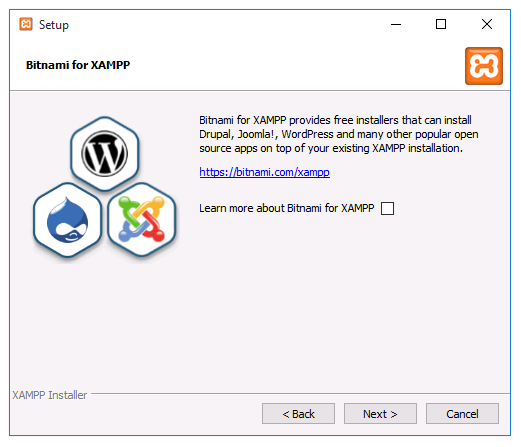 Setup
Bitnami for XAMPP
Bitnami for XAMPP provides free installers that can install
Drupal, Joomla!, WordPress and many other popular open
source apps on top of your existing XAMPP installation.
https://bitnami.com/xampp
Learn more about Bitnami for XAMPP
XAMPP Installer
< Back
Next >
Cancel